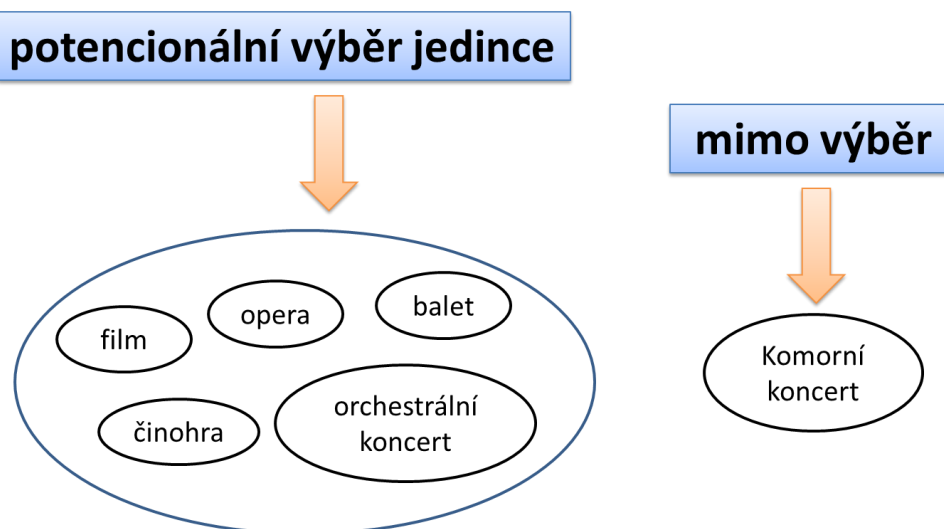 potencionální výběr jedince
mimo výběr
film
opera
balet
činohra
orchestrální
koncert
Komorní
koncert